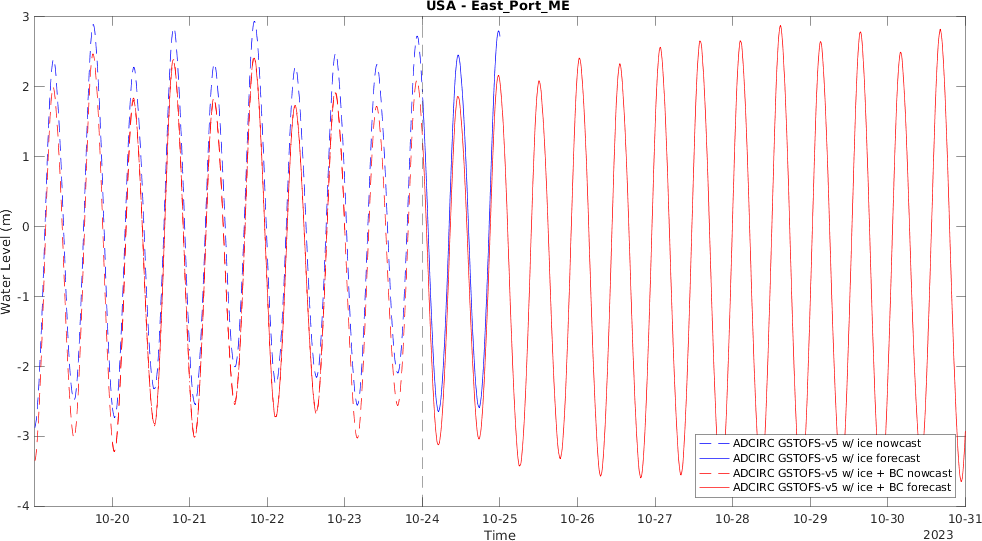 USA - East_Port_ME
3
2
1
0
-1
-2
-3
-4
Water Level (m)
ADCIRC GSTOFS-v5 w/ ice nowcast
ADCIRC GSTOFS-v5 w/ ice forecast
ADCIRC GSTOFS-v5 w/ ice + BC nowcast
ADCIRC GSTOFS-v5 w/ ice + BC forecast
10-20 10-21 10-22 10-23 10-24 10-25 10-26 10-27 10-28 10-29 10-30 10-31
Time 2023